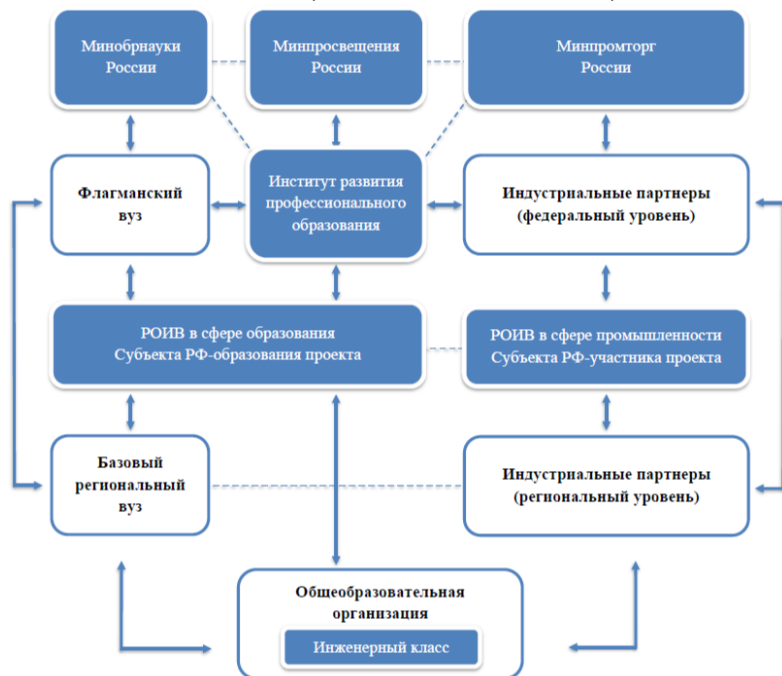 Минобрнауки
России
Минпросвещения
России
Минпромторг
России
Флагманский
вуз
Институт развития
профессионального
образования
Индустриальные партнеры
(федеральный уровень)
РОИВ в сфере образования
Субъекта РФ-образования проекта
РОИВ в сфере промышленности
Субъекта РФ-участника проекта
Базовый
региональный
вуз
Индустриальные партнеры
(региональный уровень)
Общеобразовательная
организация
Инженерный класс